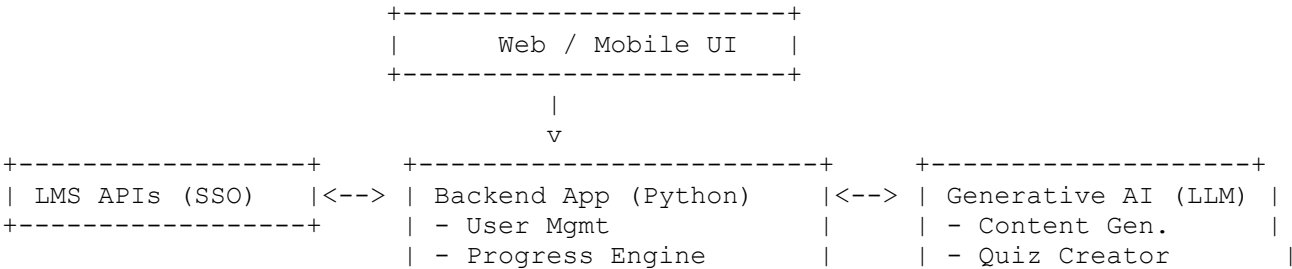 +------------------------+
|      Web / Mobile UI   |
+------------------------+
|
v
+------------------+     +-------------------------+     +--------------------+
| LMS APIs (SSO)   |<--> | Backend App (Python)    |<--> | Generative AI (LLM) |
+------------------+     | - User Mgmt             |     | - Content Gen.      |
| - Progress Engine       |     | - Quiz Creator       |